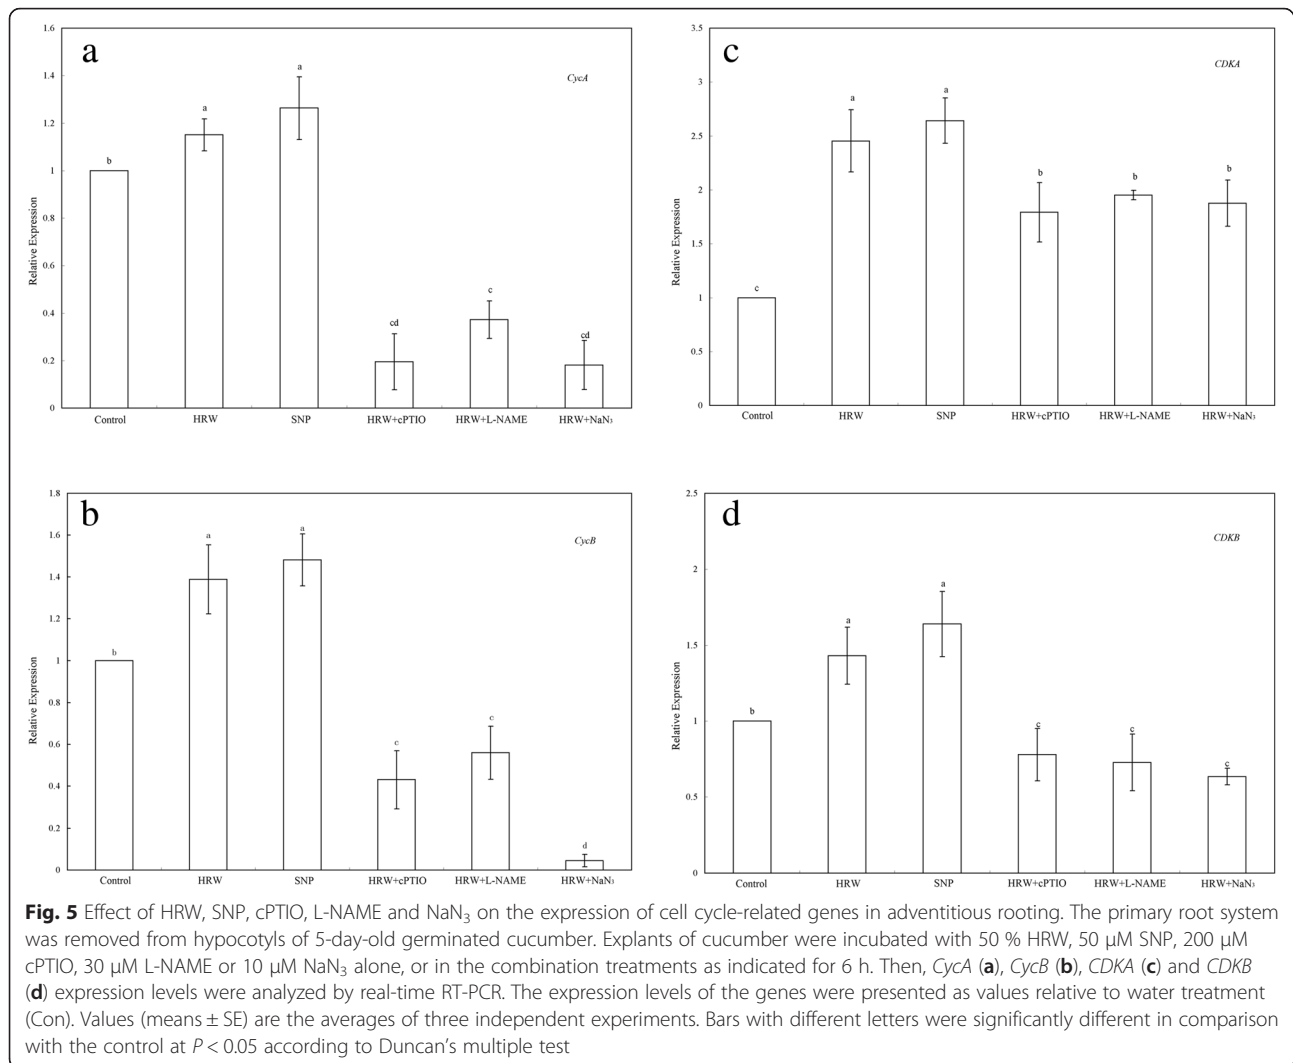 a
CycA
Relative Expression
1.6
1.4
1.2
1
0.8
0.6
0.4
0.2
0
b
a
a
cd
c
cd
Control HRW SNP HRW+cPTIO HRW+L-NAME HRW+NaN₃
c
CDKA
Relative Expression
3.5
3
2.5
2
1.5
1
0.5
0
c
a
a
b
b
b
Control HRW SNP HRW+cPTIO HRW+L-NAME HRW+NaN₃
b
CycB
Relative Expression
1.8
1.6
1.4
1.2
1
0.8
0.6
0.4
0.2
0
b
a
a
c
c
d
Control HRW SNP HRW+cPTIO HRW+L-NAME HRW+NaN₃
d
CDKB
Relative Expression
2.5
2
1.5
1
0.5
0
b
a
a
c
c
c
Control HRW SNP HRW+cPTIO HRW+L-NAME HRW+NaN₃
Fig. 5 Effect of HRW, SNP, cPTIO, L-NAME and NaN₃ on the expression of cell cycle-related genes in adventitious rooting. The primary root system
was removed from hypocotyls of 5-day-old germinated cucumber. Explants of cucumber were incubated with 50 % HRW, 50 μM SNP, 200 μM
cPTIO, 30 μM L-NAME or 10 μM NaN₃ alone, or in the combination treatments as indicated for 6 h. Then, CycA (a), CycB (b), CDKA (c) and CDKB
(d) expression levels were analyzed by real-time RT-PCR. The expression levels of the genes were presented as values relative to water treatment
(Con). Values (means ± SE) are the averages of three independent experiments. Bars with different letters were significantly different in comparison
with the control at P < 0.05 according to Duncan's multiple test